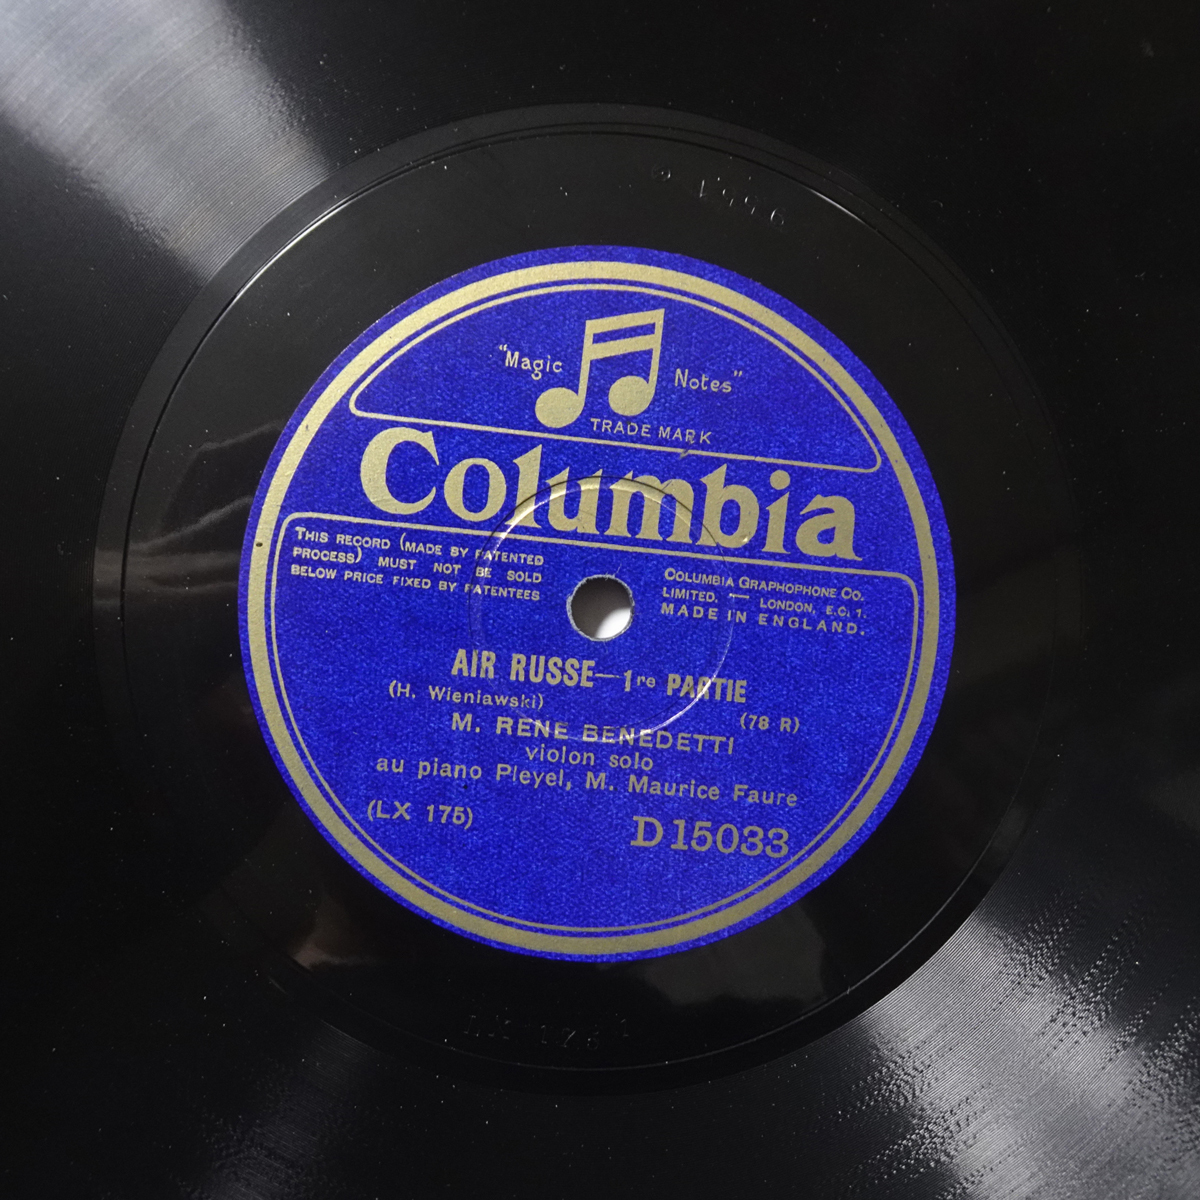 "Magic Notes"
TRADE MARK
Columbia
THIS RECORD (MADE BY PATENTED
PROCESS) MUST NOT BE SOLD
BELOW PRICE FIXED BY PATENTEES
COLUMBIA GRAPHOPHONE CO.
LIMITED. — LONDON, E.C. 1.
MADE IN ENGLAND.
AIR RUSSE—1re PARTIE
(H. Wieniawski)
(78 R)
M. RENE BENEDETTI
violon solo
au piano Pleyel, M. Maurice Faure
(LX 175)
D15033